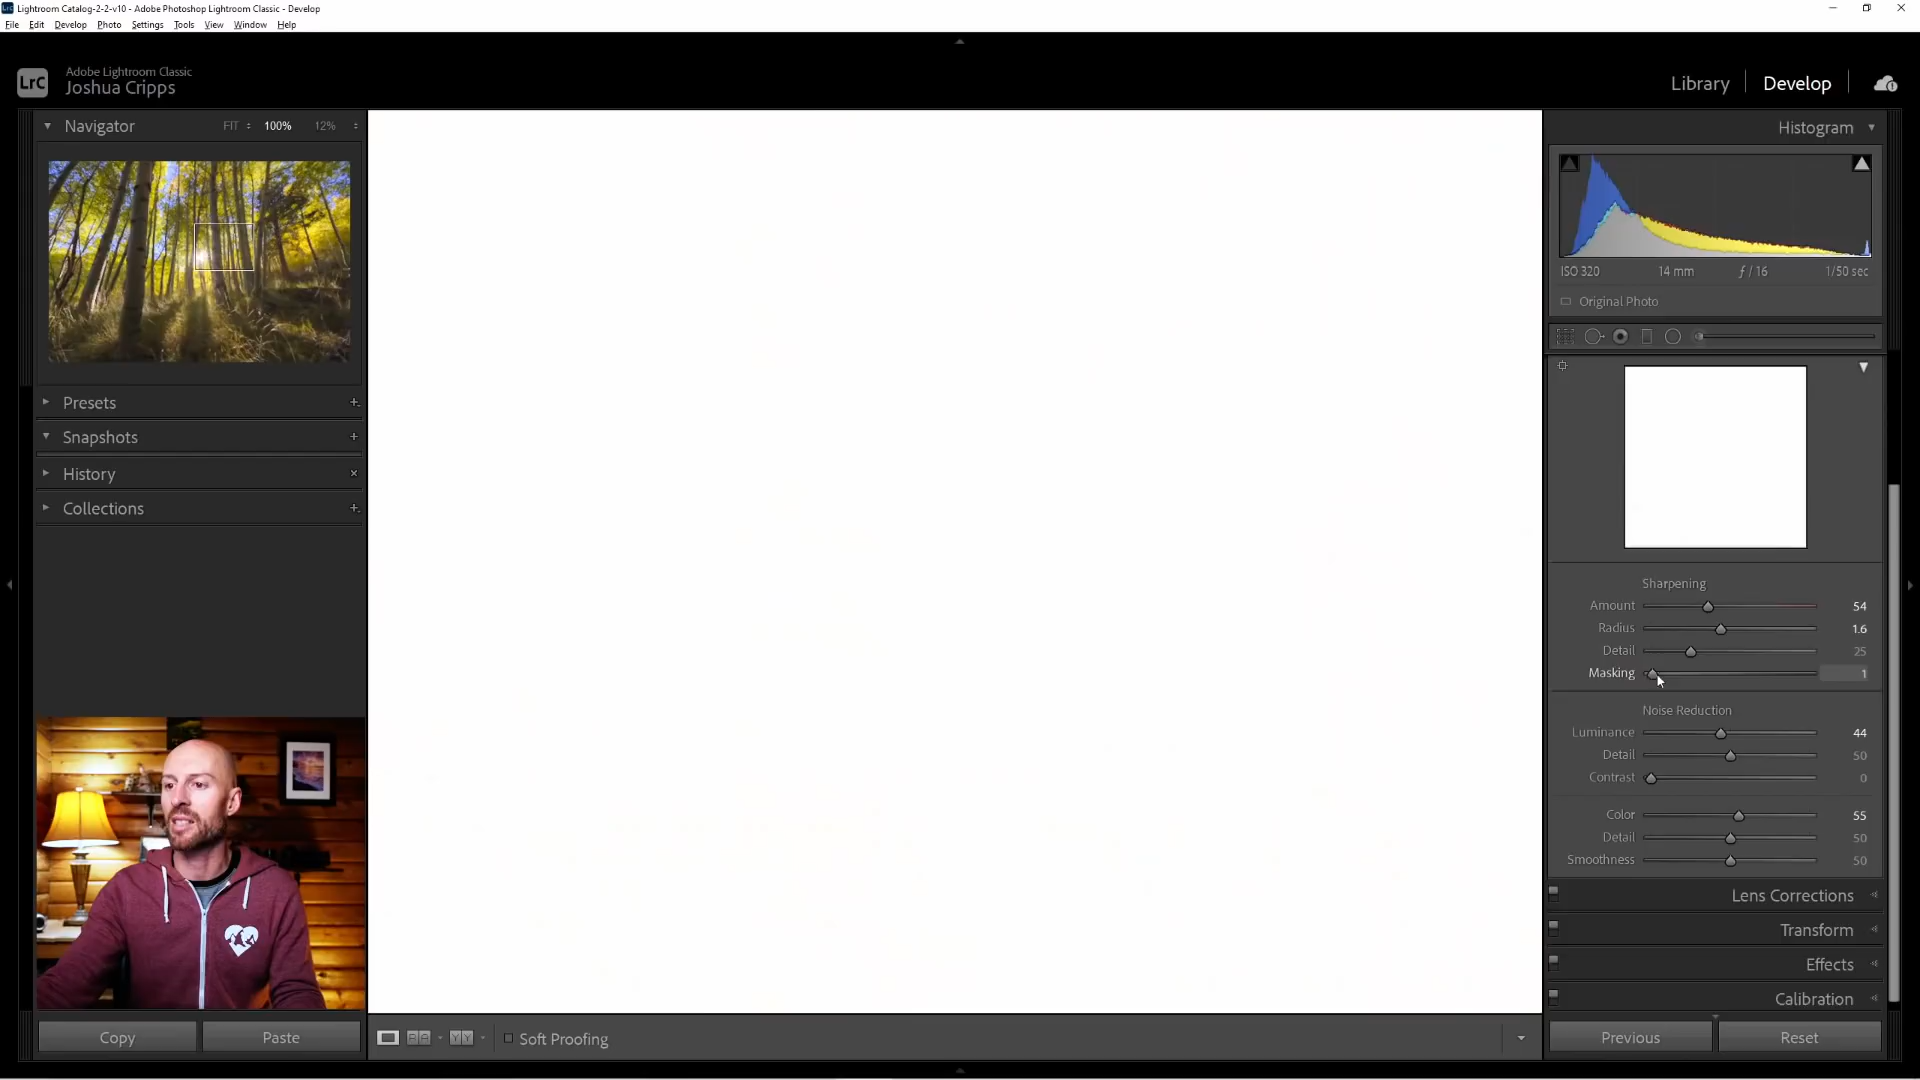 Lightroom Catalog-2-2-v10 - Adobe Photoshop Lightroom Classic - Develop
File Edit Develop Photo Settings Tools View Window Help
LrC
Adobe Lightroom Classic
Joshua Cripps
Library Develop
Navigator FIT 100% 12%
Histogram
ISO 320 14 mm ƒ / 16 1/50 sec
Original Photo
Presets
Snapshots
History
Collections
Sharpening
Amount 54
Radius 1.6
Detail 25
Masking 1
Noise Reduction
Luminance 44
Detail 50
Contrast 0
Color 55
Detail 50
Smoothness 50
Lens Corrections
Transform
Effects
Calibration
Copy Paste
Soft Proofing
Previous Reset